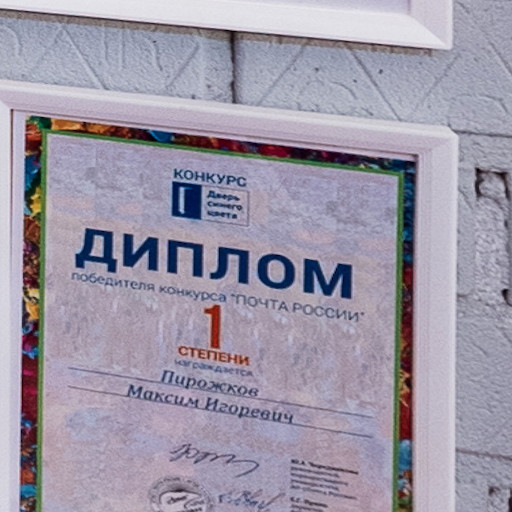 КОНКУРС
Дверь
синего
цвета
ДИПЛОМ
победителя конкурса "ПОЧТА РОССИИ"
1
СТЕПЕНИ
награждается
Пирожков
Максим Игоревич